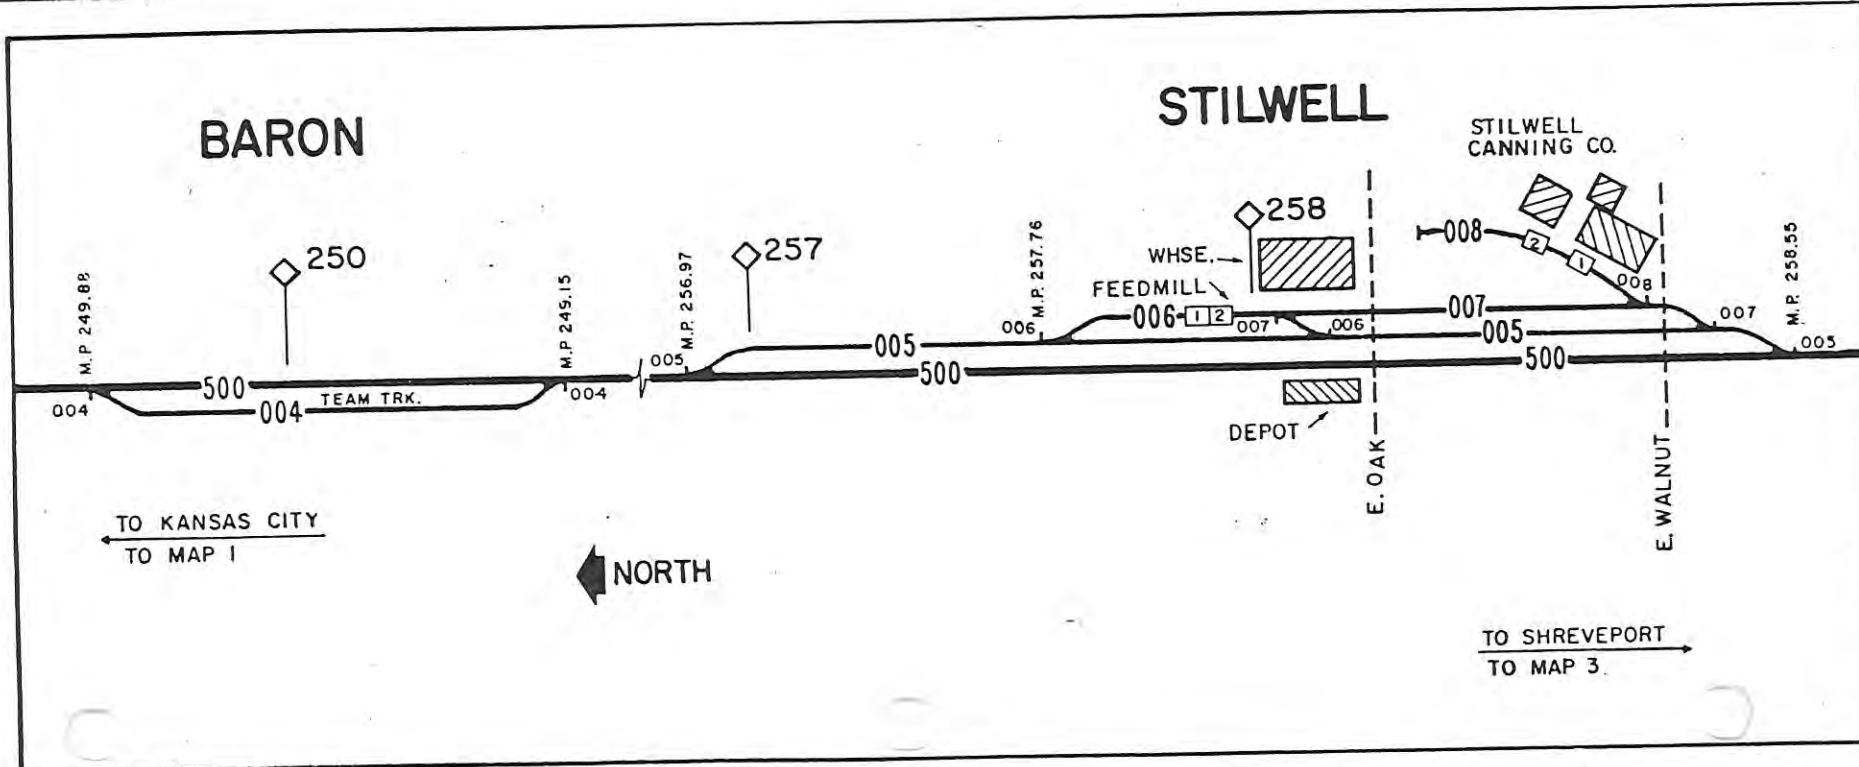 BARON
STILWELL
STILWELL
CANNING CO.
250
257
258
WHSE.
FEEDMILL
M.P. 249.88
M.P. 249.15
M.P. 256.97
M.P. 257.76
M.P. 258.55
008
2
1
008
006
1 2
007
007
006
006
007
005
005
005
005
500
500
500
004
004
TEAM TRK.
004
DEPOT
E. OAK
E. WALNUT
TO KANSAS CITY
TO MAP 1
NORTH
TO SHREVEPORT
TO MAP 3.